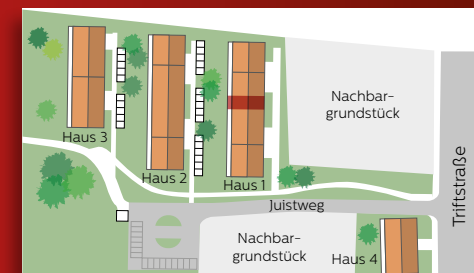 Nachbar-
grundstück
Haus 3
Haus 2
Haus 1
Triftstraße
Juistweg
Nachbar-
grundstück
Haus 4